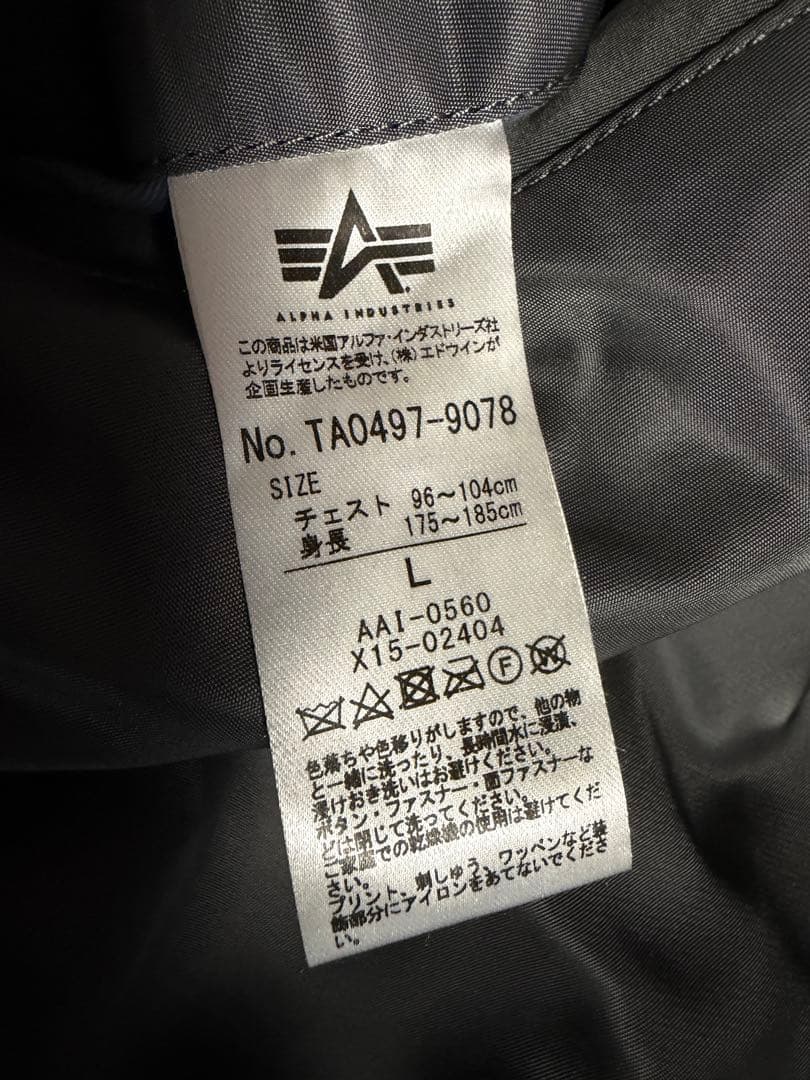 ALPHA INDUSTRIES
この商品は米国アルファ・インダストリーズ社
よりライセンスを受け、(株)エドウインが
企画生産したものです。
No. TA0497-9078
SIZE
チェスト 96～104cm
身長 175～185cm
L
AAI-0560
X15-02404
F W
色落ちや色移りがしますので、他の物
と一緒に洗ったり、長時間水に浸漬、
浸けおき洗いはお避けください。
ボタン・ファスナー・面ファスナーな
どは閉じて洗ってください。
ご家庭での乾燥機の使用は避けてくだ
さい。
プリント、刺しゅう、ワッペンなど装
飾部分にアイロンをあてないでくださ
い。